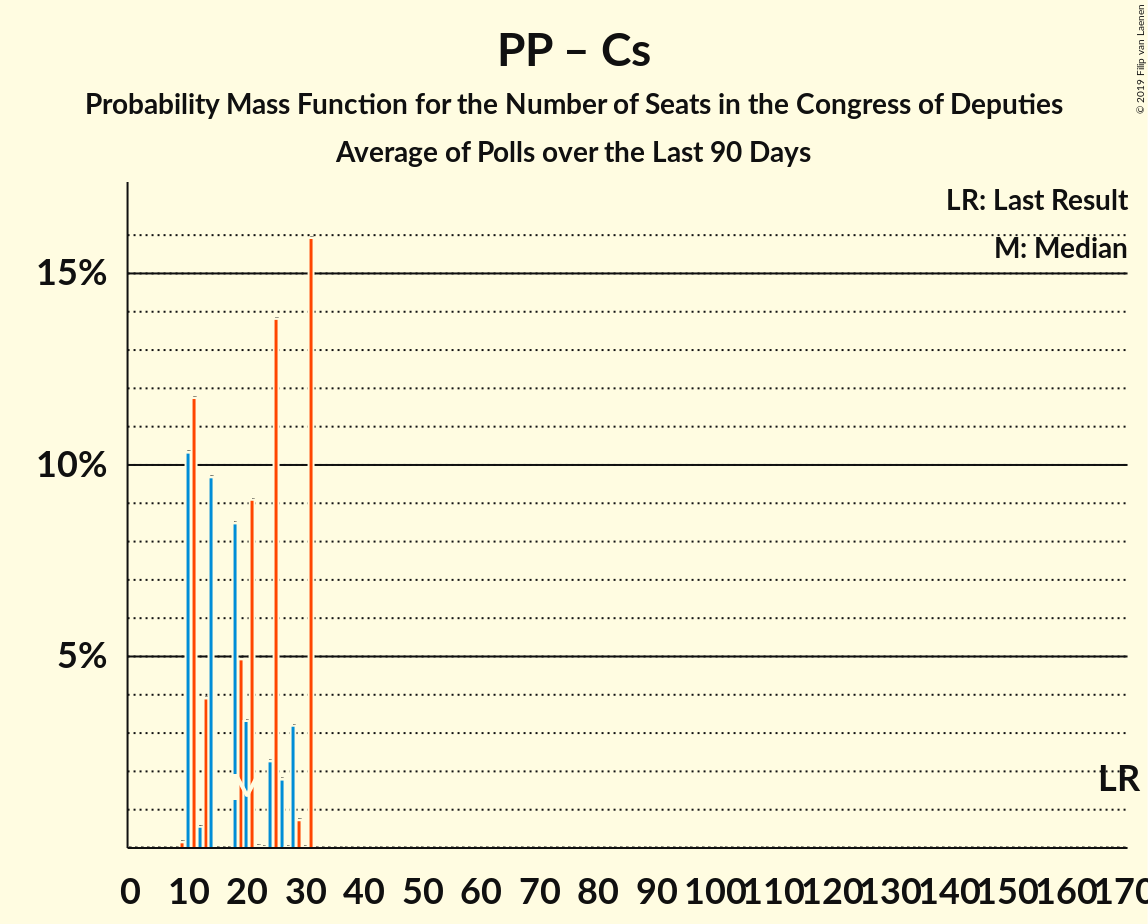 PP – Cs
Probability Mass Function for the Number of Seats in the Congress of Deputies
Average of Polls over the Last 90 Days
© 2019 Filip van Laenen
LR: Last Result
M: Median
15%
10%
5%
M
LR
0 10 20 30 40 50 60 70 80 90 100 110 120 130 140 150 160 170